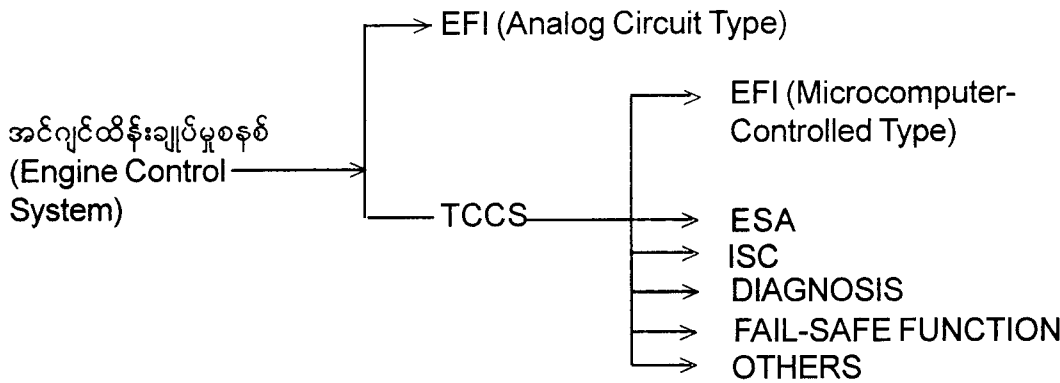 EFI (Analog Circuit Type)
EFI (Microcomputer-
Controlled Type)
အင်ဂျင်ထိန်းချုပ်မှုစနစ်
(Engine Control
System)
TCCS
ESA
ISC
DIAGNOSIS
FAIL-SAFE FUNCTION
OTHERS